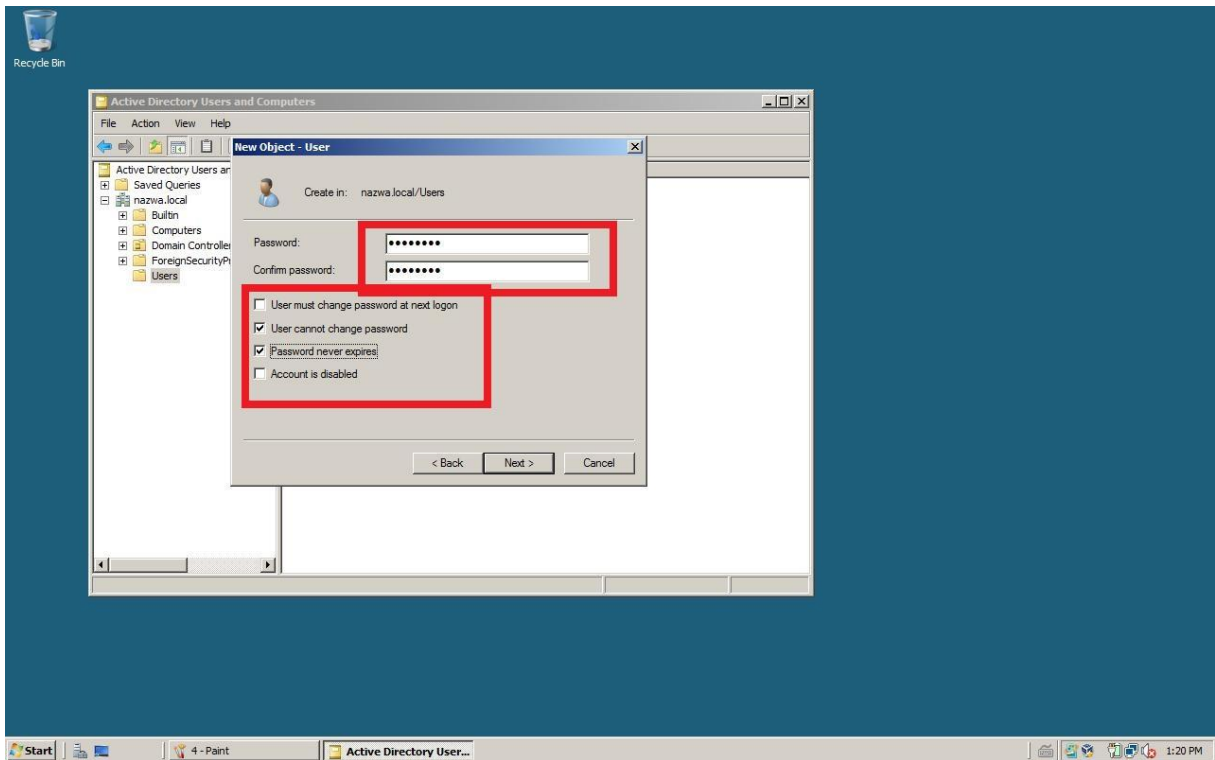 Recycle Bin
Active Directory Users and Computers
File Action View Help
New Object - User
Active Directory Users ar
Saved Queries
nazwa.local
Builtin
Computers
Domain Controller
ForeignSecurityPr
Users
Create in: nazwa.local/Users
Password: ••••••••
Confirm password: ••••••••
User must change password at next logon
User cannot change password
Password never expires
Account is disabled
< Back Next > Cancel
Start 4 - Paint Active Directory User... 1:20 PM